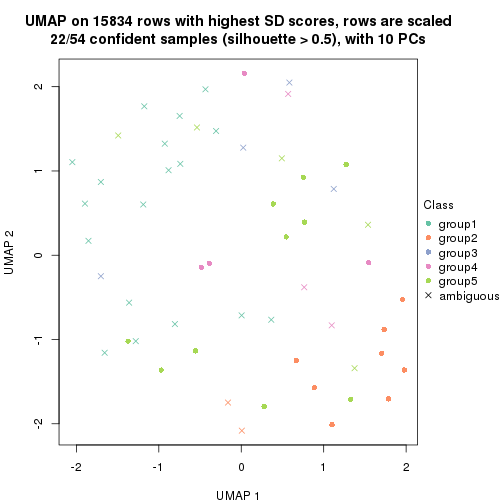 UMAP on 15834 rows with highest SD scores, rows are scaled
22/54 confident samples (silhouette > 0.5), with 10 PCs
2
1
0
-1
-2
UMAP 2
-2
-1
0
1
2
UMAP 1
Class
group1
group2
group3
group4
group5
ambiguous